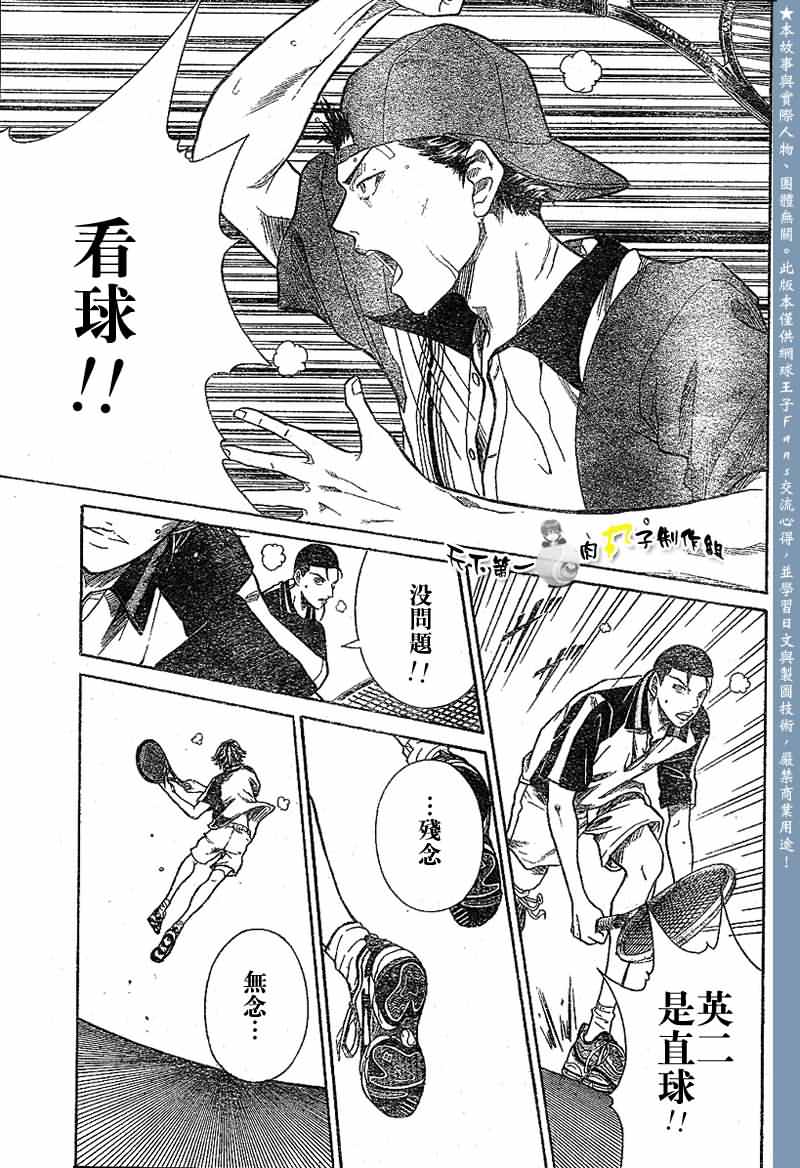 看球!!
英二
是直球!!
没問題!!
…殘念
無念…
天下第一
肉丸子制作組
★本故事與實際人物、團體無關。此版本僅供網球王子Fans交流心得，並學習日文與製圖技術，嚴禁商業用途！